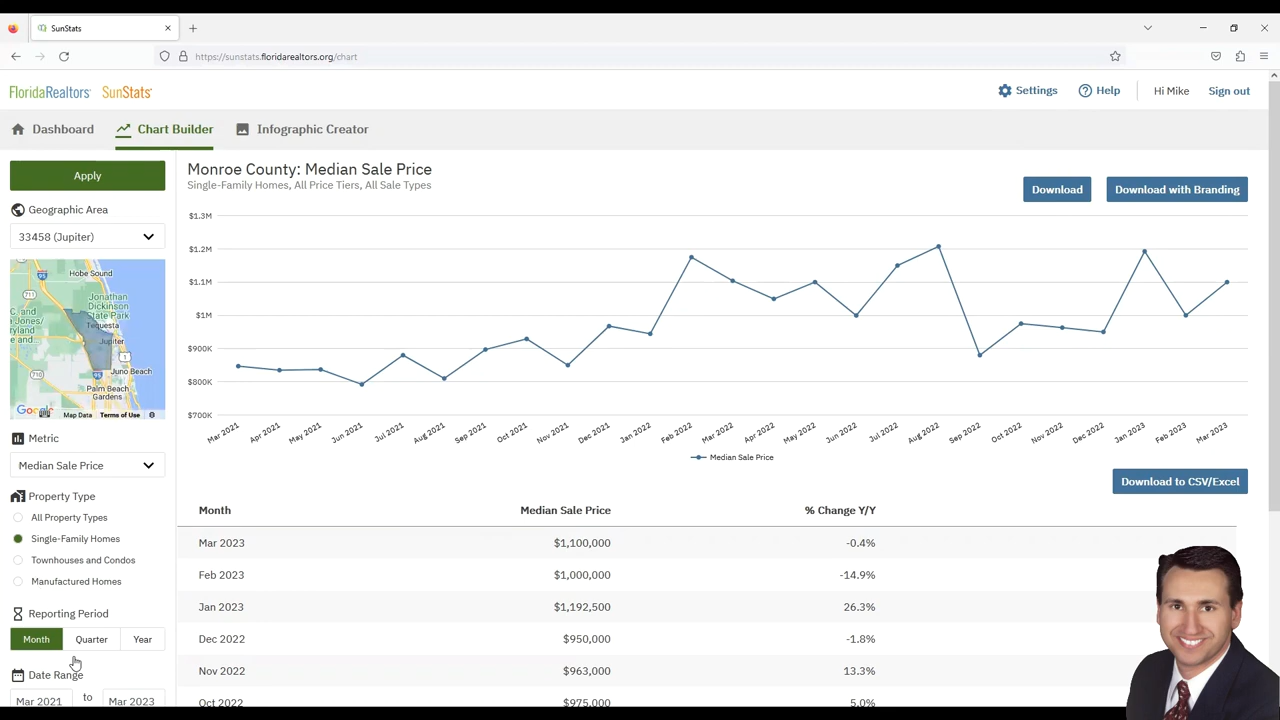 SunStats
https://sunstats.floridarealtors.org/chart
FloridaRealtors SunStats
Settings
Help
Hi Mike
Sign out
Dashboard
Chart Builder
Infographic Creator
Apply
Geographic Area
33458 (Jupiter)
Hobe Sound
95
711
Jonathan
Dickinson
State Park
C. and
a-Jones/
ryland
e and...
Tequesta
Jupiter
1
710
95
Juno Beach
Palm Beach
Gardens
Google
Map Data
Terms of Use
Metric
Median Sale Price
Property Type
All Property Types
Single-Family Homes
Townhouses and Condos
Manufactured Homes
Reporting Period
Month Quarter Year
Date Range
Mar 2021 to Mar 2023
Monroe County: Median Sale Price
Single-Family Homes, All Price Tiers, All Sale Types
Download
Download with Branding
$1.3M
$1.2M
$1.1M
$1M
$900K
$800K
$700K
Mar 2021 Apr 2021 May 2021 Jun 2021 Jul 2021 Aug 2021 Sep 2021 Oct 2021 Nov 2021 Dec 2021 Jan 2022 Feb 2022 Mar 2022 Apr 2022 May 2022 Jun 2022 Jul 2022 Aug 2022 Sep 2022 Oct 2022 Nov 2022 Dec 2022 Jan 2023 Feb 2023 Mar 2023
Median Sale Price
Download to CSV/Excel
Month Median Sale Price % Change Y/Y
Mar 2023 $1,100,000 -0.4%
Feb 2023 $1,000,000 -14.9%
Jan 2023 $1,192,500 26.3%
Dec 2022 $950,000 -1.8%
Nov 2022 $963,000 13.3%
Oct 2022 $975,000 5.0%